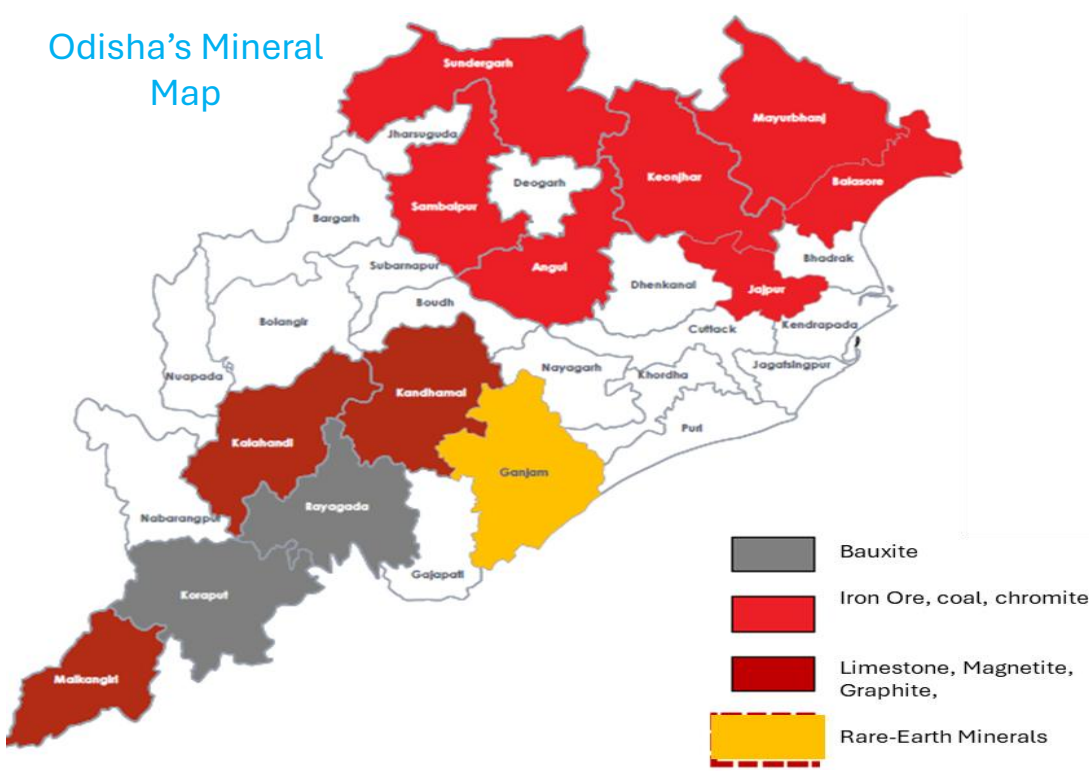 Odisha’s Mineral
Map
Sundergarh
Mayurbhanj
Jharsuguda
Keonjhar
Deogarh
Balasore
Sambalpur
Bargarh
Bhadrak
Subarnapur
Angul
Dhenkanal
Jajpur
Boudh
Bolangir
Cuttack
Kendrapada
Nuapada
Nayagarh
Khordha
Jagatsingpur
Kandhamal
Puri
Kalahandi
Ganjam
Rayagada
Nabarangpur
Gajapati
Koraput
Malkangiri
Bauxite
Iron Ore, coal, chromite
Limestone, Magnetite,
Graphite,
Rare-Earth Minerals